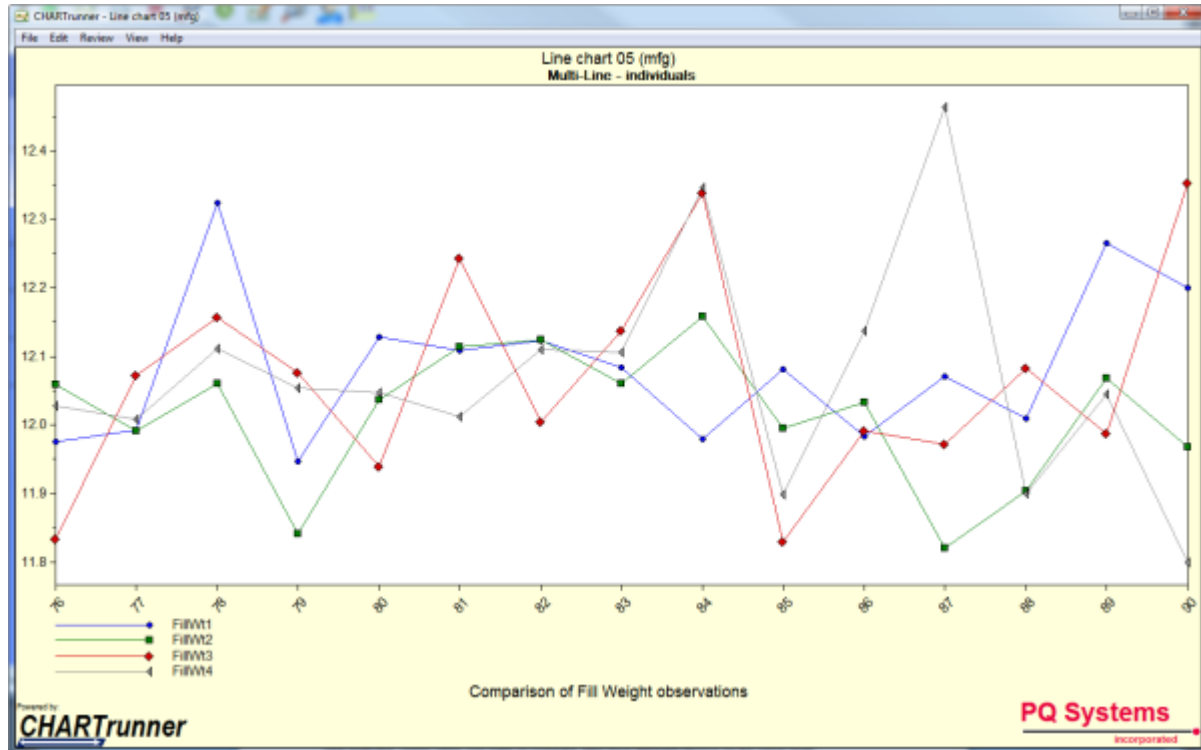 CHARTrunner - Line chart 05 (mfg)
File Edit Review View Help
Line chart 05 (mfg)
Multi-Line - individuals
12.4
12.3
12.2
12.1
12.0
11.9
11.8
76 77 78 79 80 81 82 83 84 85 86 87 88 89 90
FillWt1
FillWt2
FillWt3
FillWt4
Comparison of Fill Weight observations
Powered by:
CHARTrunner
PQ Systems
incorporated